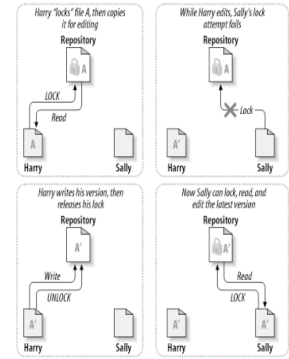 Harry "locks" file A, then copies
it for editing
Repository
A
LOCK
Read
A
Harry
Sally
While Harry edits, Sally's lock
attempt fails
Repository
A
Lock
A'
Harry
Sally
Harry writes his version, then
releases his lock
Repository
A'
Write
UNLOCK
A'
Harry
Sally
Now Sally can lock, read, and
edit the latest version
Repository
A'
Read
LOCK
A'
A'
Harry
Sally